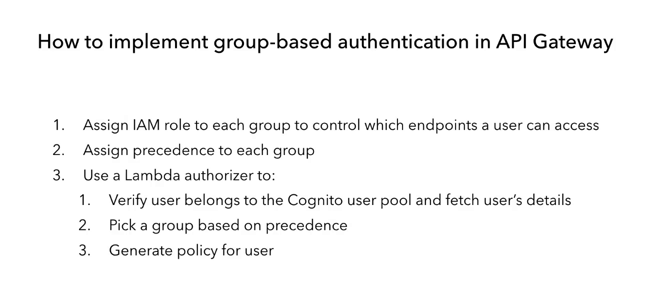 How to implement group-based authentication in API Gateway
1. Assign IAM role to each group to control which endpoints a user can access
2. Assign precedence to each group
3. Use a Lambda authorizer to:
1. Verify user belongs to the Cognito user pool and fetch user’s details
2. Pick a group based on precedence
3. Generate policy for user